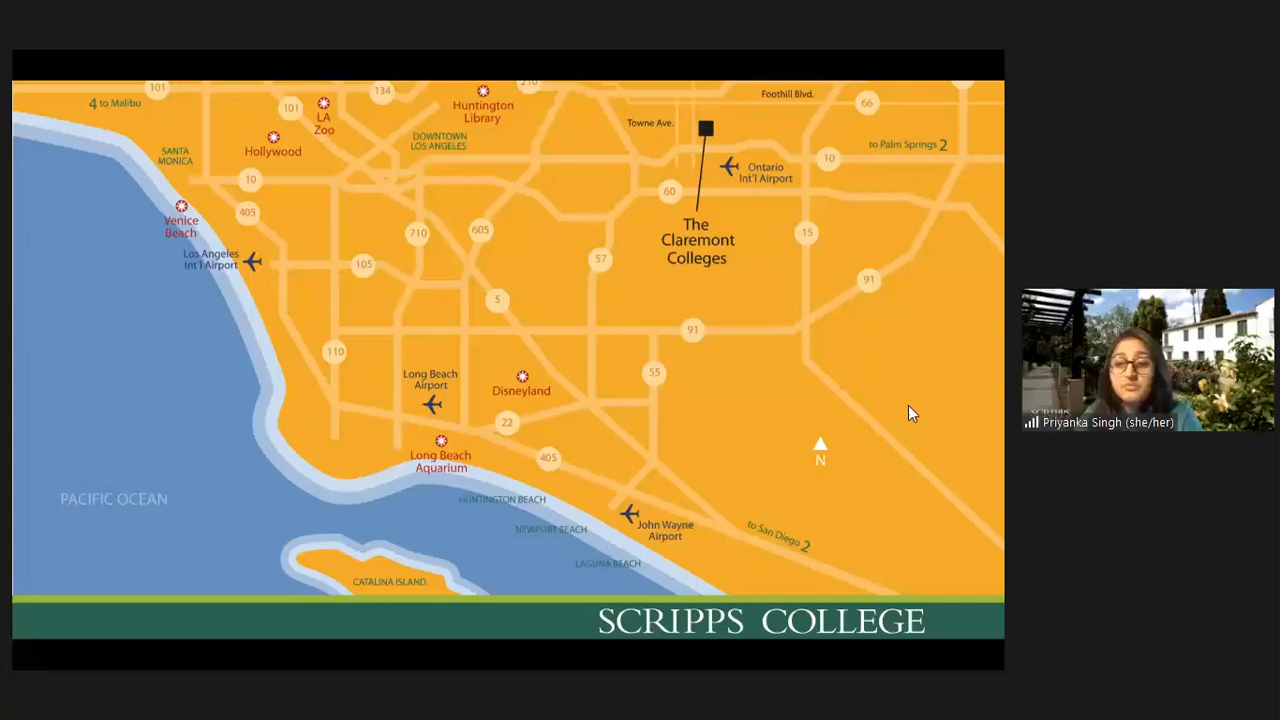 101
134
210
Foothill Blvd.
66
4 to Malibu
101
LA
Zoo
Huntington
Library
Towne Ave.
Hollywood
DOWNTOWN
LOS ANGELES
SANTA
MONICA
to Palm Springs 2
10
Ontario
Int'l Airport
10
60
Venice
Beach
405
710
605
The
Claremont
Colleges
15
Los Angeles
Int'l Airport
105
57
91
5
91
110
55
Long Beach
Airport
Disneyland
22
Long Beach
Aquarium
405
N
PACIFIC OCEAN
HUNTINGTON BEACH
NEWPORT BEACH
John Wayne
Airport
to San Diego 2
LAGUNA BEACH
CATALINA ISLAND
SCRIPPS COLLEGE
Priyanka Singh (she/her)